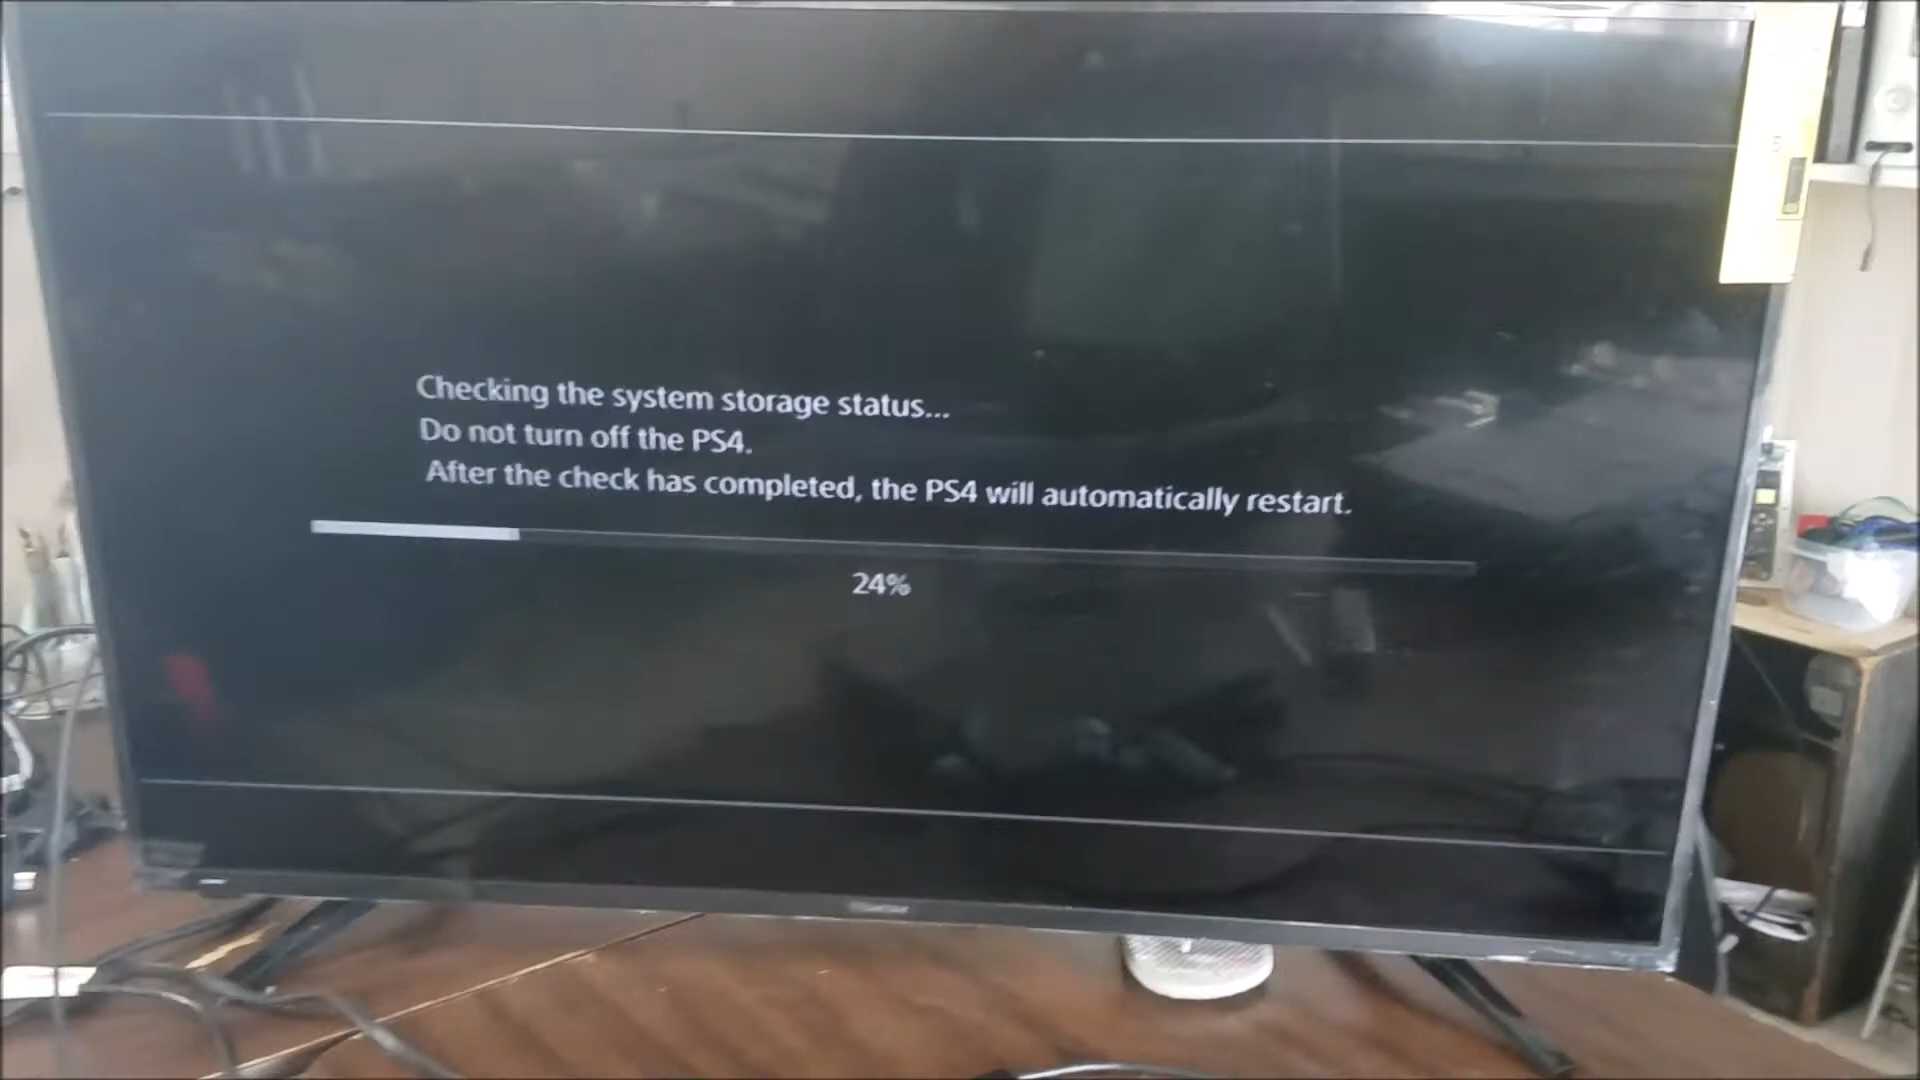 Checking the system storage status...
Do not turn off the PS4.
After the check has completed, the PS4 will automatically restart.
24%